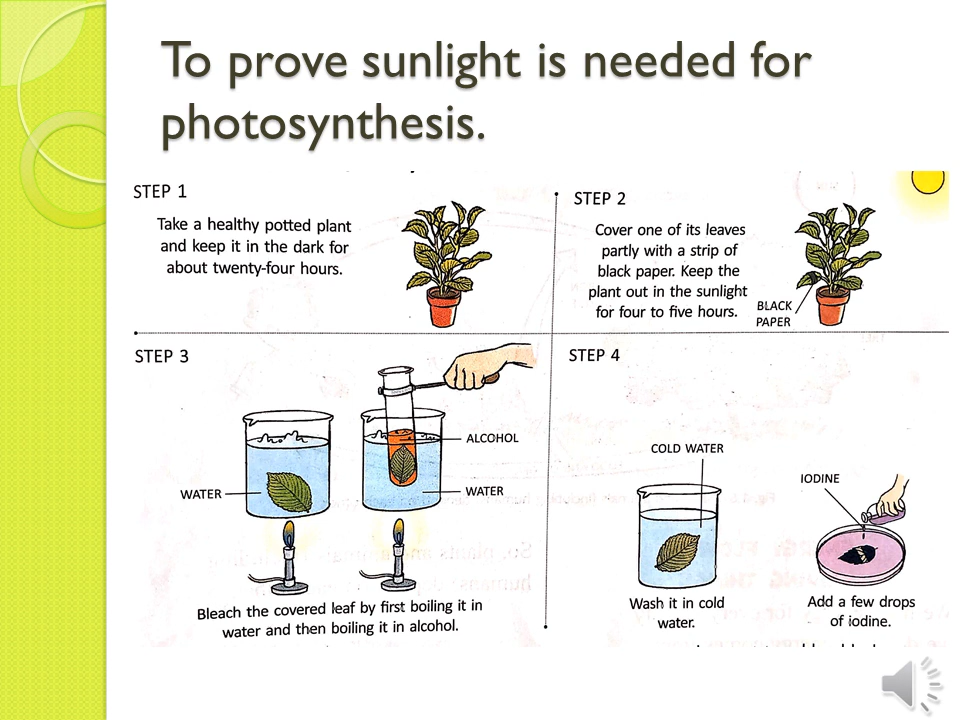 To prove sunlight is needed for
photosynthesis.
STEP 1
Take a healthy potted plant
and keep it in the dark for
about twenty-four hours.
STEP 2
Cover one of its leaves
partly with a strip of
black paper. Keep the
plant out in the sunlight
for four to five hours.
BLACK
PAPER
STEP 3
ALCOHOL
WATER
WATER
Bleach the covered leaf by first boiling it in
water and then boiling it in alcohol.
STEP 4
COLD WATER
IODINE
Wash it in cold
water.
Add a few drops
of iodine.